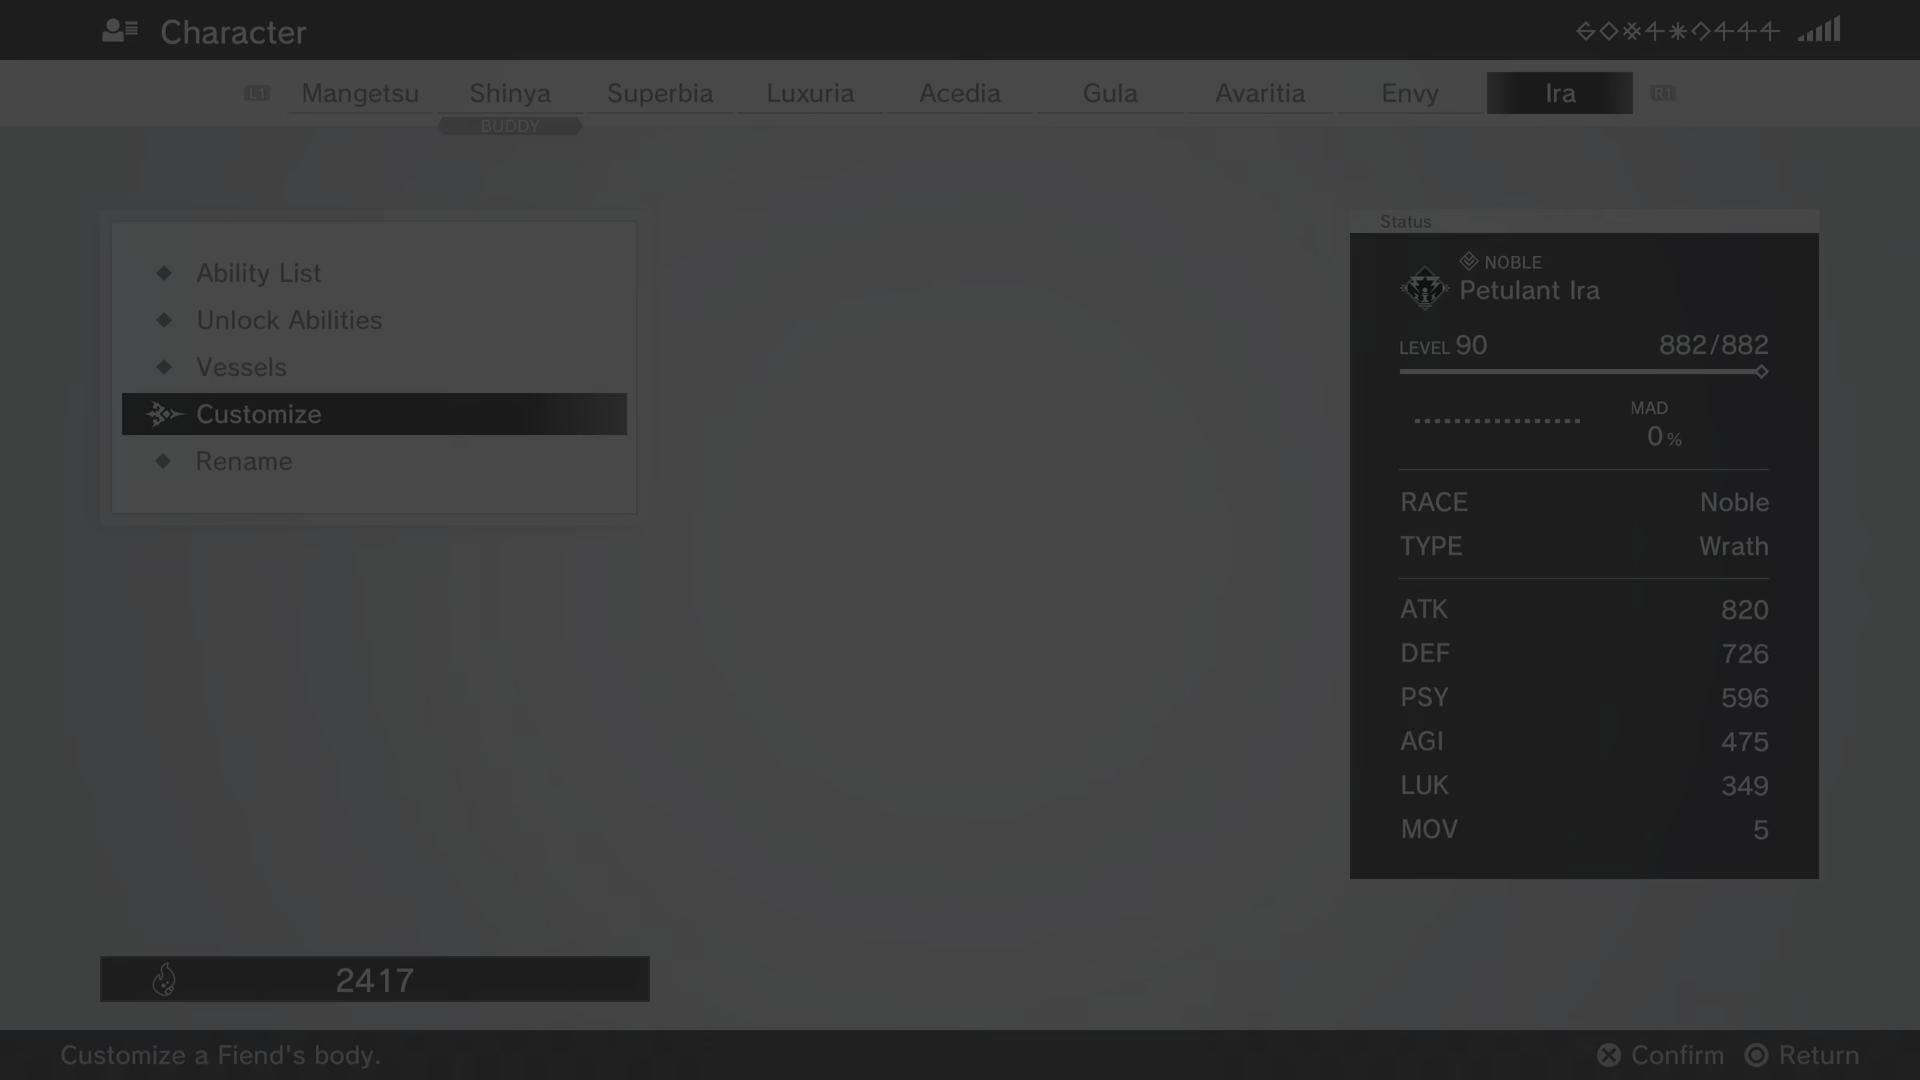 Character
L1 Mangetsu Shinya Superbia Luxuria Acedia Gula Avaritia Envy Ira R1
BUDDY
Ability List
Unlock Abilities
Vessels
Customize
Rename
Status
NOBLE
Petulant Ira
LEVEL 90 882/882
MAD
0%
RACE Noble
TYPE Wrath
ATK 820
DEF 726
PSY 596
AGI 475
LUK 349
MOV 5
2417
Customize a Fiend's body.
Confirm Return